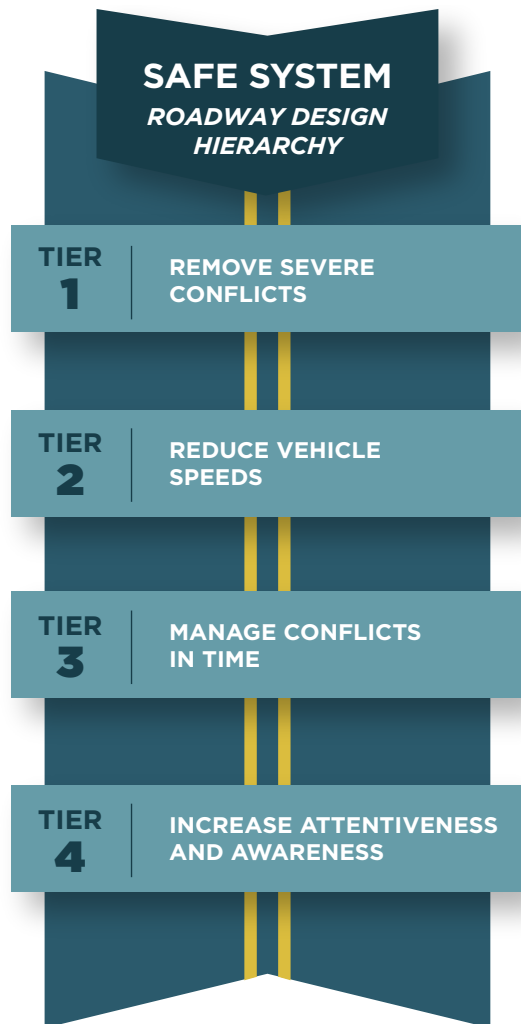 SAFE SYSTEM
ROADWAY DESIGN
HIERARCHY
TIER
1
REMOVE SEVERE
CONFLICTS
TIER
2
REDUCE VEHICLE
SPEEDS
TIER
3
MANAGE CONFLICTS
IN TIME
TIER
4
INCREASE ATTENTIVENESS
AND AWARENESS